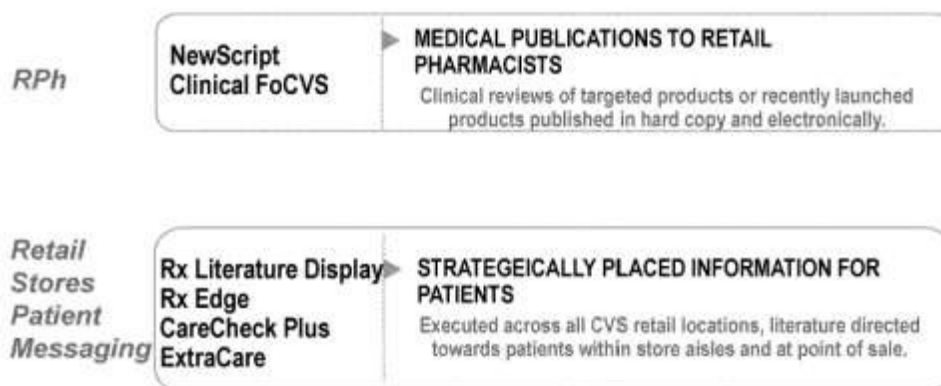 RPh
NewScript
Clinical FoCVS
MEDICAL PUBLICATIONS TO RETAIL
PHARMACISTS
Clinical reviews of targeted products or recently launched
products published in hard copy and electronically.
Retail
Stores
Patient
Messaging
Rx Literature Display
Rx Edge
CareCheck Plus
ExtraCare
STRATEGEICALLY PLACED INFORMATION FOR
PATIENTS
Executed across all CVS retail locations, literature directed
towards patients within store aisles and at point of sale.